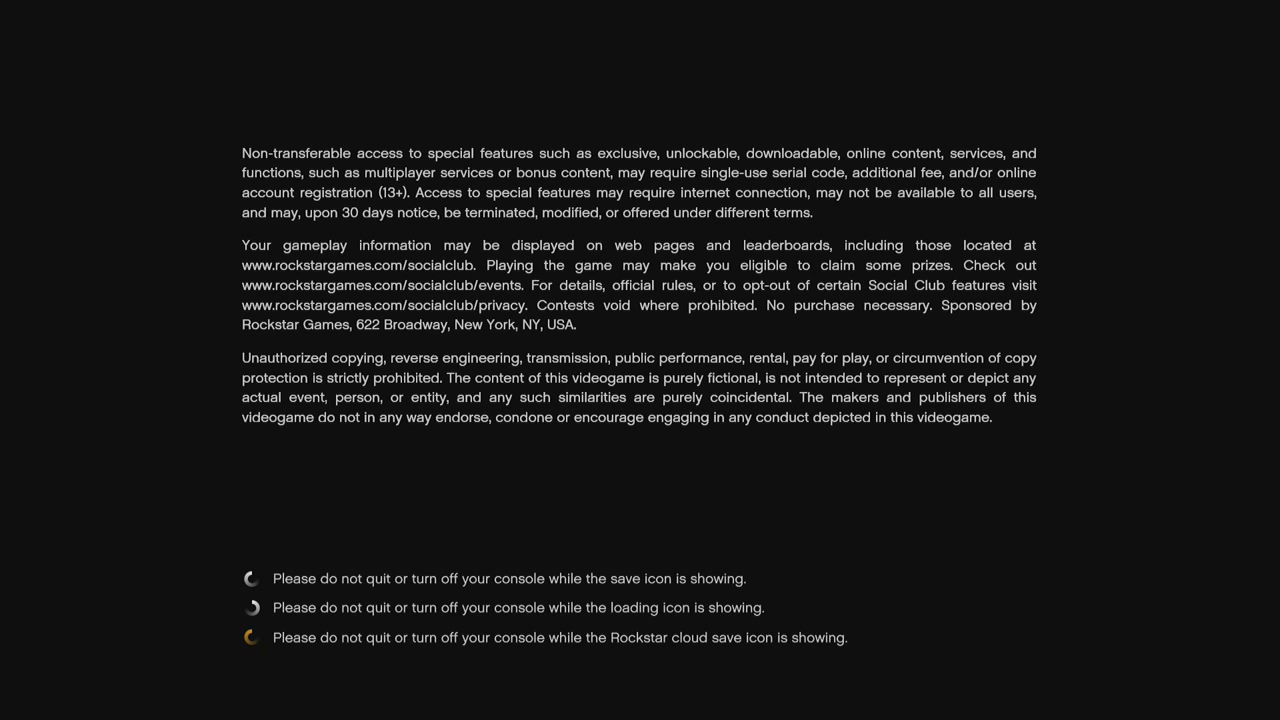 Non-transferable access to special features such as exclusive, unlockable, downloadable, online content, services, and
functions, such as multiplayer services or bonus content, may require single-use serial code, additional fee, and/or online
account registration (13+). Access to special features may require internet connection, may not be available to all users,
and may, upon 30 days notice, be terminated, modified, or offered under different terms.
Your gameplay information may be displayed on web pages and leaderboards, including those located at
www.rockstargames.com/socialclub. Playing the game may make you eligible to claim some prizes. Check out
www.rockstargames.com/socialclub/events. For details, official rules, or to opt-out of certain Social Club features visit
www.rockstargames.com/socialclub/privacy. Contests void where prohibited. No purchase necessary. Sponsored by
Rockstar Games, 622 Broadway, New York, NY, USA.
Unauthorized copying, reverse engineering, transmission, public performance, rental, pay for play, or circumvention of copy
protection is strictly prohibited. The content of this videogame is purely fictional, is not intended to represent or depict any
actual event, person, or entity, and any such similarities are purely coincidental. The makers and publishers of this
videogame do not in any way endorse, condone or encourage engaging in any conduct depicted in this videogame.
Please do not quit or turn off your console while the save icon is showing.
Please do not quit or turn off your console while the loading icon is showing.
Please do not quit or turn off your console while the Rockstar cloud save icon is showing.